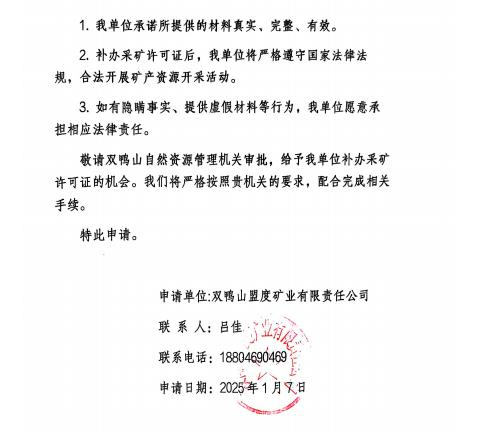 1. 我单位承诺所提供的材料真实、完整、有效。
2. 补办采矿许可证后，我单位将严格遵守国家法律法
规，合法开展矿产资源开采活动。
3. 如有隐瞒事实、提供虚假材料等行为，我单位愿意承
担相应法律责任。
敬请双鸭山自然资源管理机关审批，给予我单位补办采矿
许可证的机会。我们将严格按照贵机关的要求，配合完成相关
手续。
特此申请。
申请单位:双鸭山盟度矿业有限责任公司
联 系 人：吕佳
联系电话：18804690469
申请日期：2025 年 1 月 7 日
矿业有限责